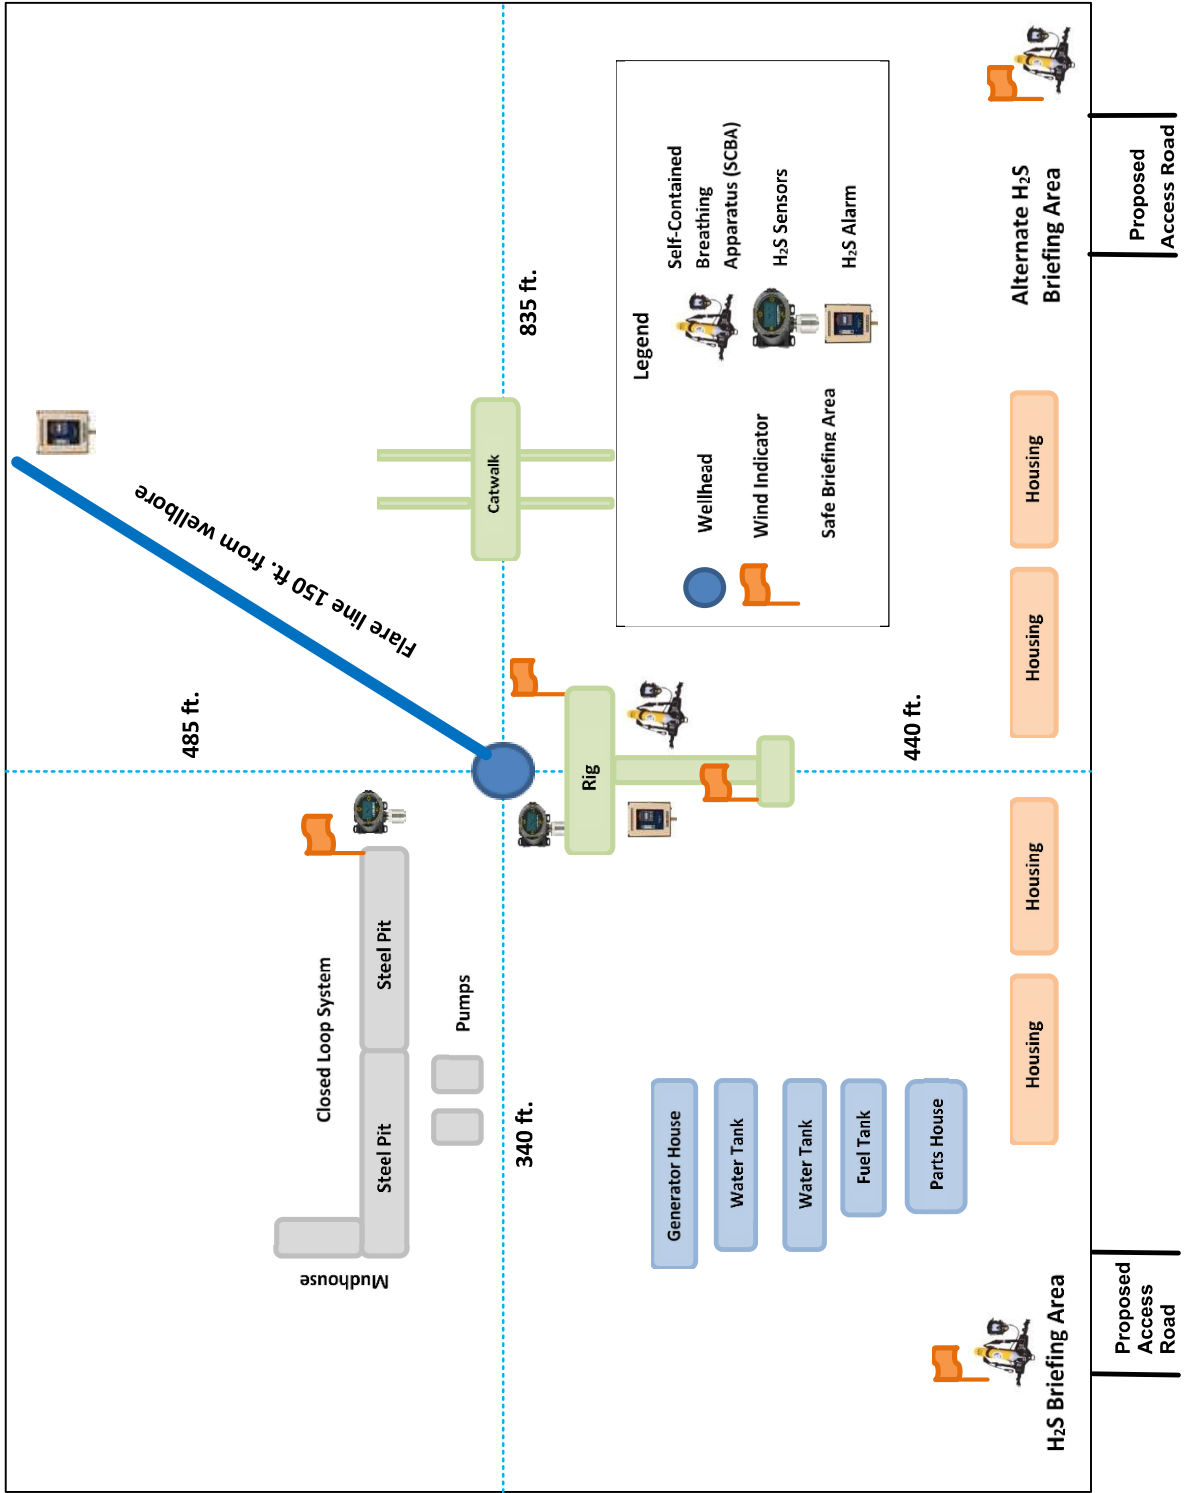 485 ft.
Flare line 150 ft. from wellbore
835 ft.
Catwalk
Closed Loop System
Steel Pit
Steel Pit
Mudhouse
Pumps
340 ft.
Rig
440 ft.
Legend
Wellhead
Wind Indicator
Safe Briefing Area
Self-Contained
Breathing
Apparatus (SCBA)
H₂S Sensors
H₂S Alarm
Generator House
Water Tank
Water Tank
Fuel Tank
Parts House
Housing
Housing
Housing
Housing
H₂S Briefing Area
Alternate H₂S
Briefing Area
Proposed
Access
Road
Proposed
Access Road